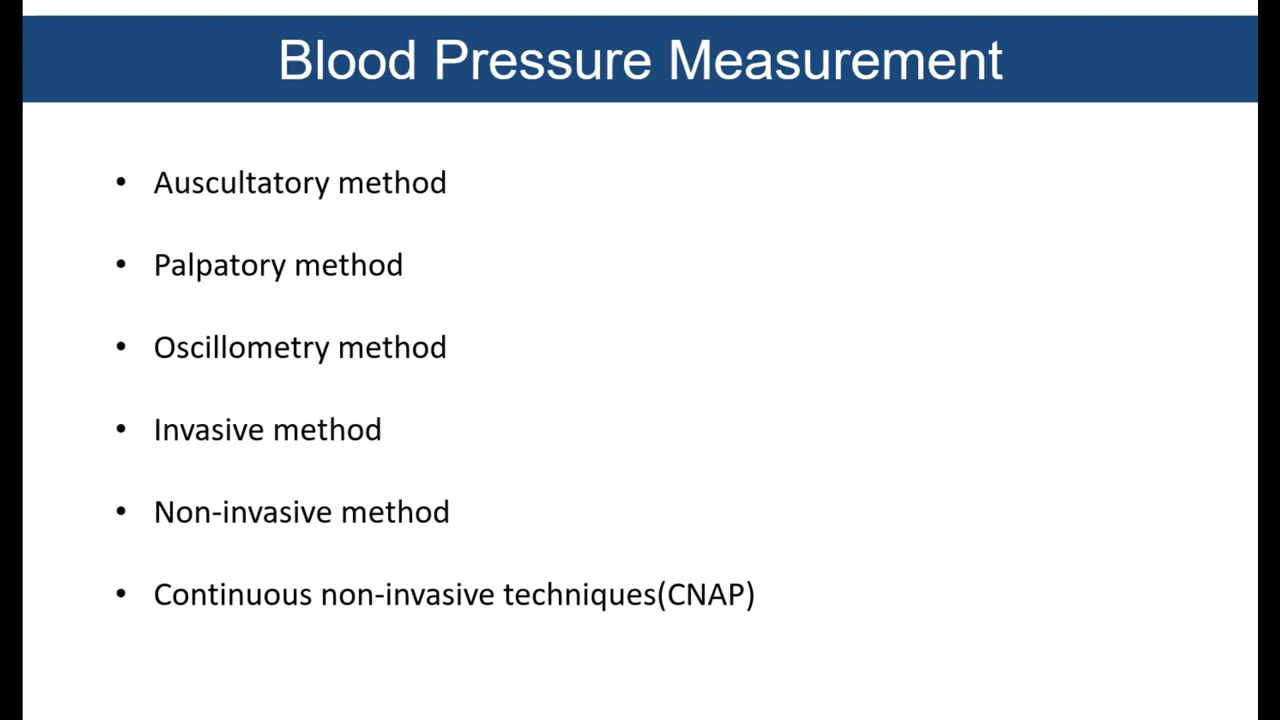 Blood Pressure Measurement
• Auscultatory method
• Palpatory method
• Oscillometry method
• Invasive method
• Non-invasive method
• Continuous non-invasive techniques(CNAP)